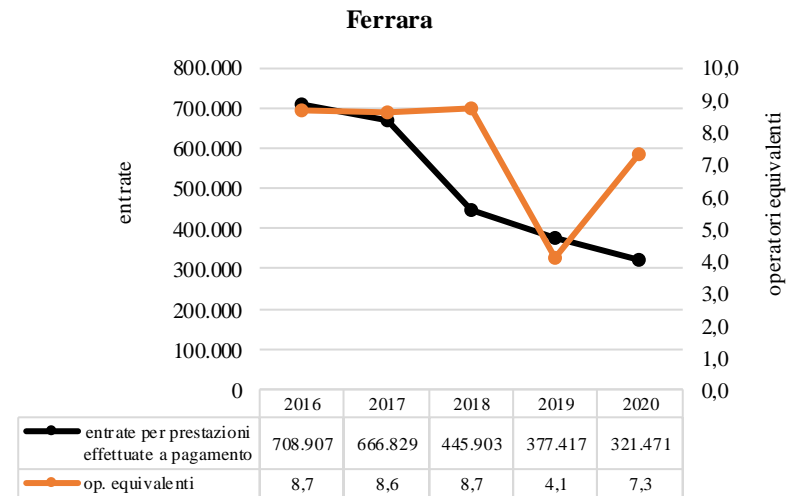 Ferrara
800.000
700.000
600.000
500.000
400.000
300.000
200.000
100.000
0
entrate
10,0
9,0
8,0
7,0
6,0
5,0
4,0
3,0
2,0
1,0
0,0
operatori equivalenti
2016 2017 2018 2019 2020
entrate per prestazioni
effettuate a pagamento 708.907 666.829 445.903 377.417 321.471
op. equivalenti 8,7 8,6 8,7 4,1 7,3